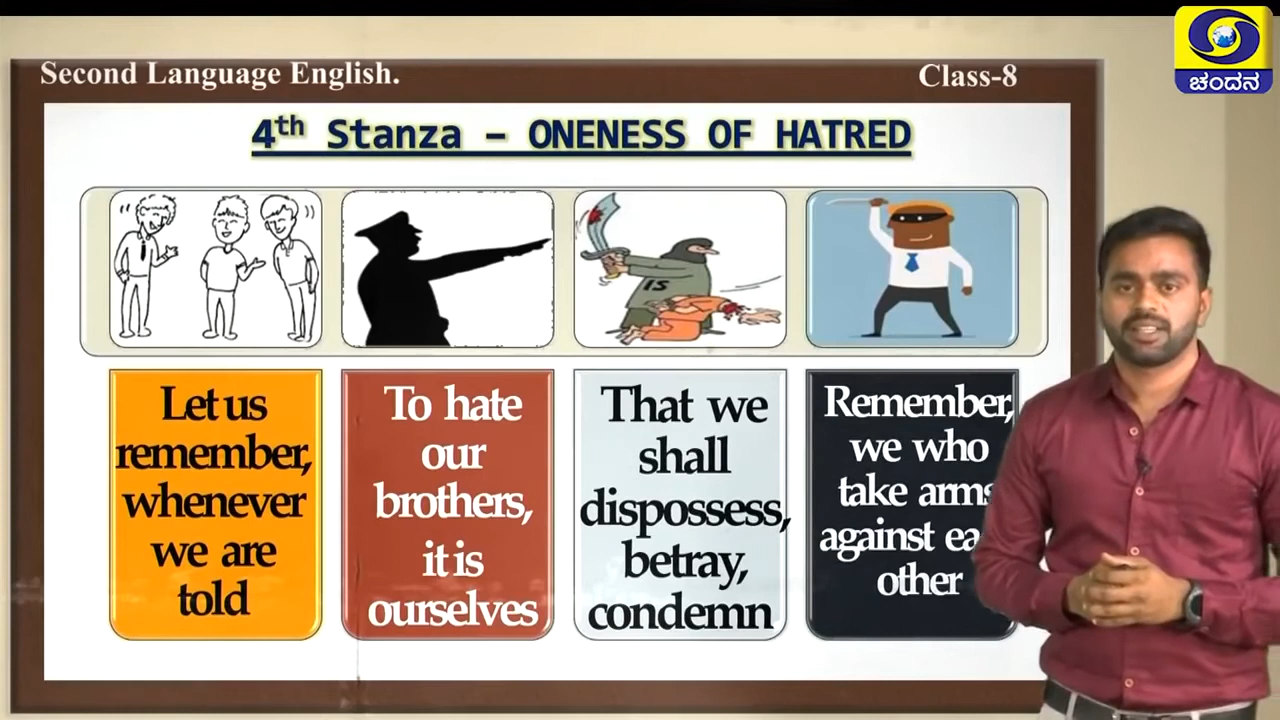 ಚಂದನ
Second Language English.
Class-8
4th Stanza – ONENESS OF HATRED
IS
Let us
remember,
whenever
we are
told
To hate
our
brothers,
it is
ourselves
That we
shall
dispossess,
betray,
condemn
Remember,
we who
take arms
against
other